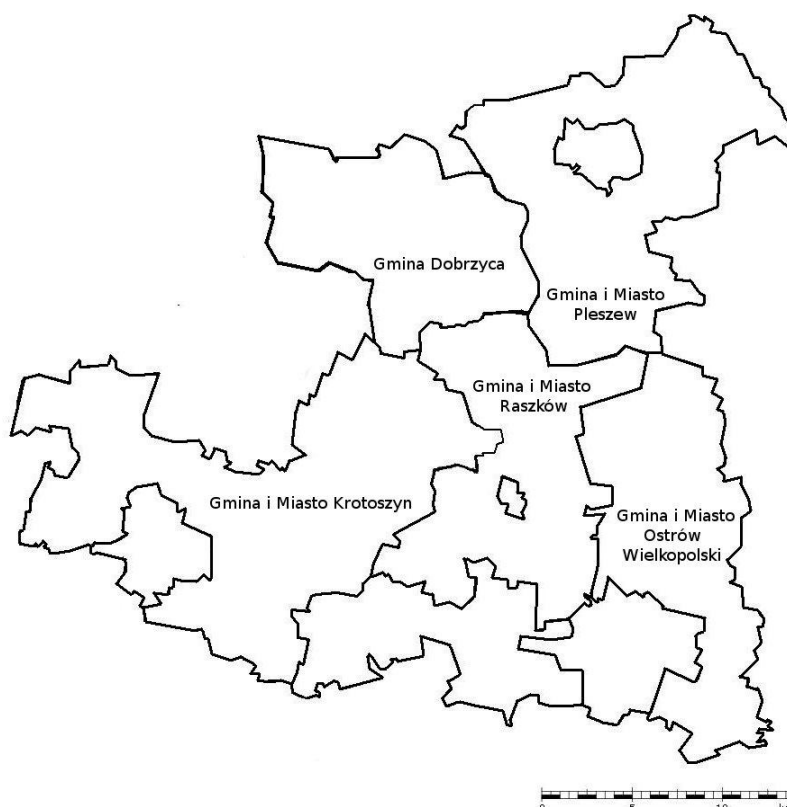 Gmina Dobrzyca
Gmina i Miasto
Pleszew
Gmina i Miasto
Raszków
Gmina i Miasto Krotoszyn
Gmina i Miasto
Ostrów
Wielkopolski
0 5 10